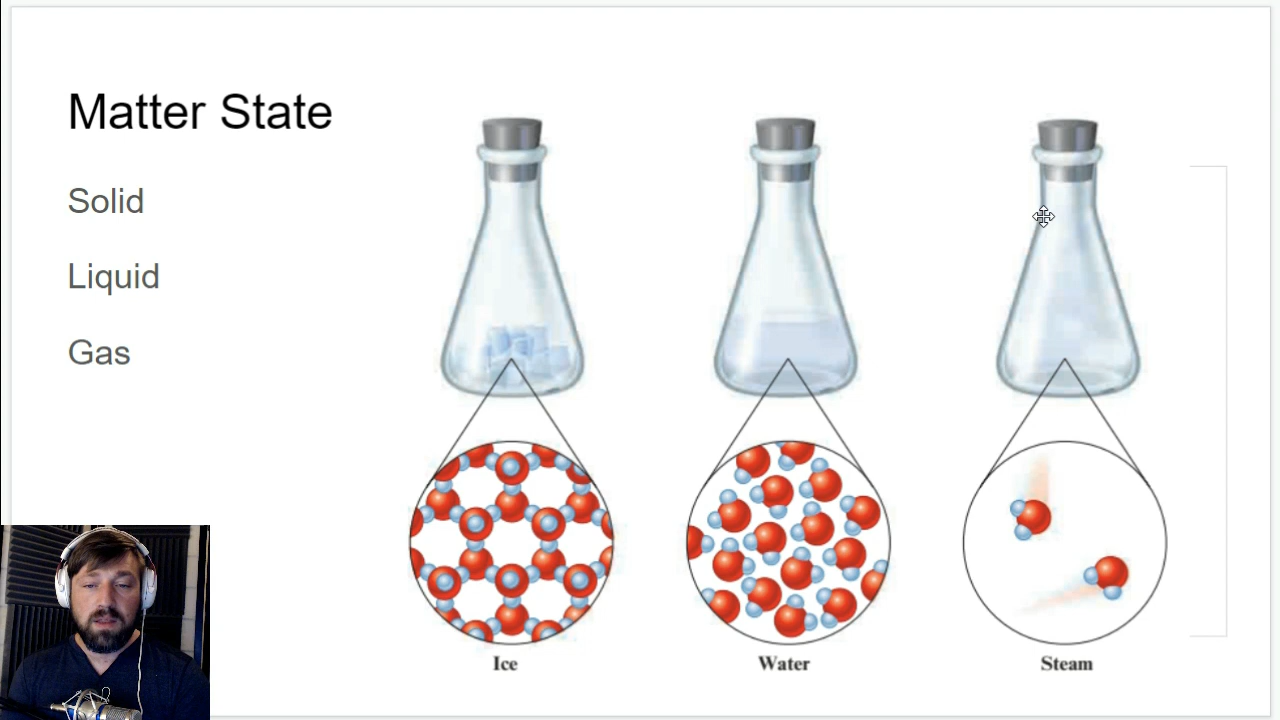 Matter State
Solid
Liquid
Gas
Ice
Water
Steam